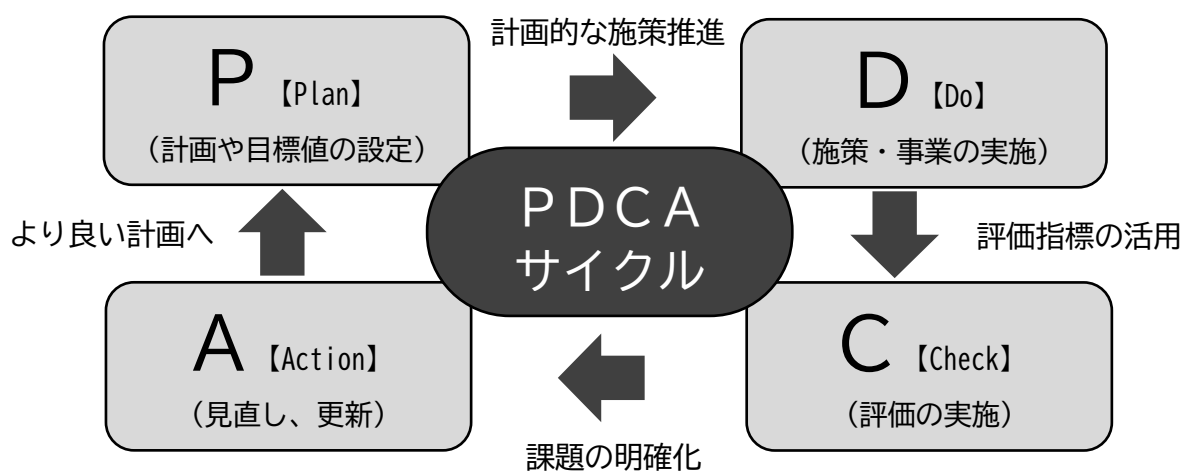 計画的な施策推進
P【Plan】
(計画や目標値の設定)
D【Do】
(施策・事業の実施)
PDCA
サイクル
より良い計画へ
評価指標の活用
A【Action】
(見直し、更新)
C【Check】
(評価の実施)
課題の明確化